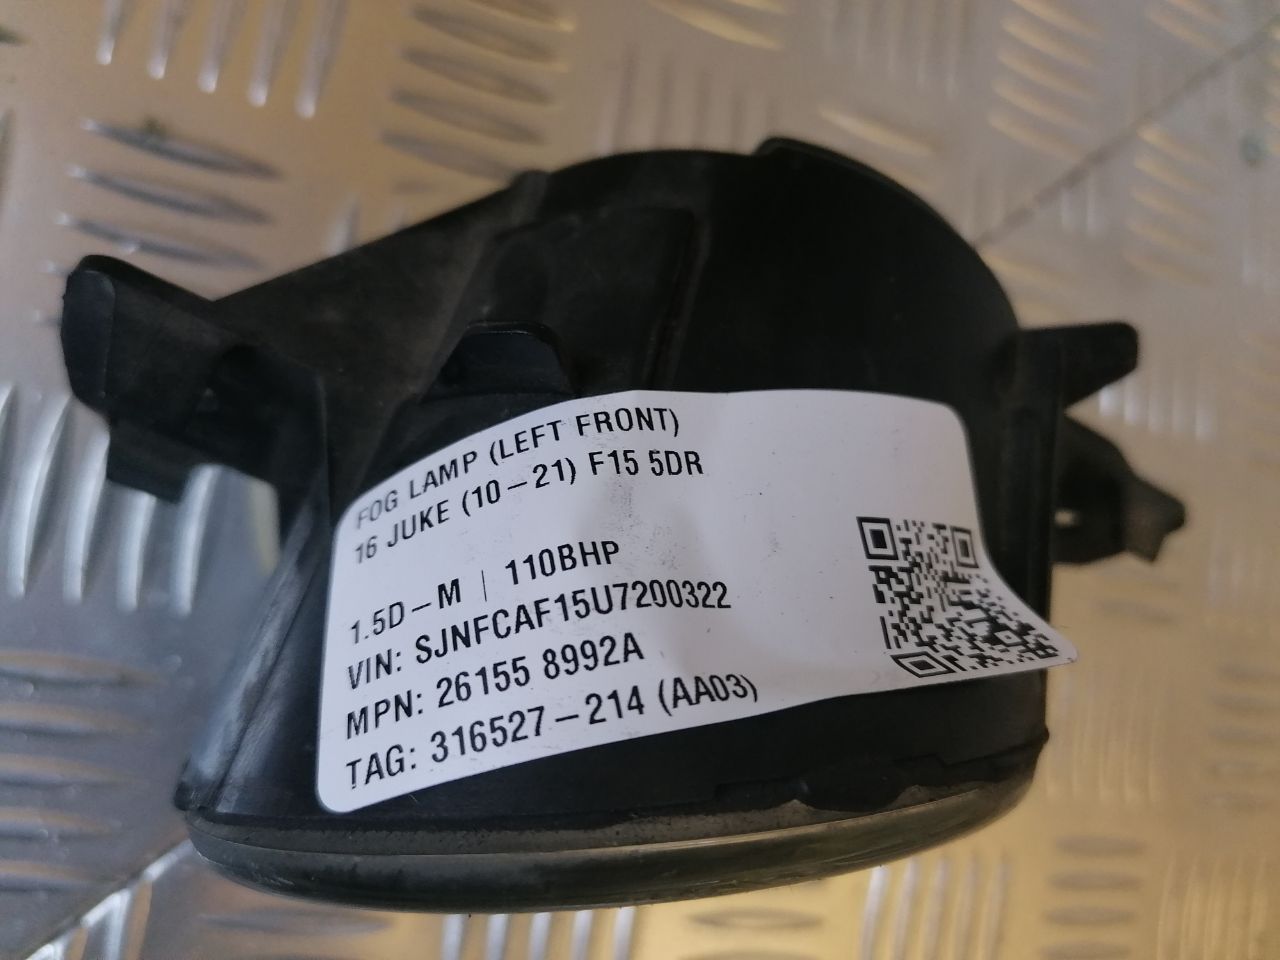 FOG LAMP (LEFT FRONT)
16 JUKE (10-21) F15 5DR
1.5D-M | 110BHP
VIN: SJNFCAF15U7200322
MPN: 26155 8992A
TAG: 316527-214 (AA03)